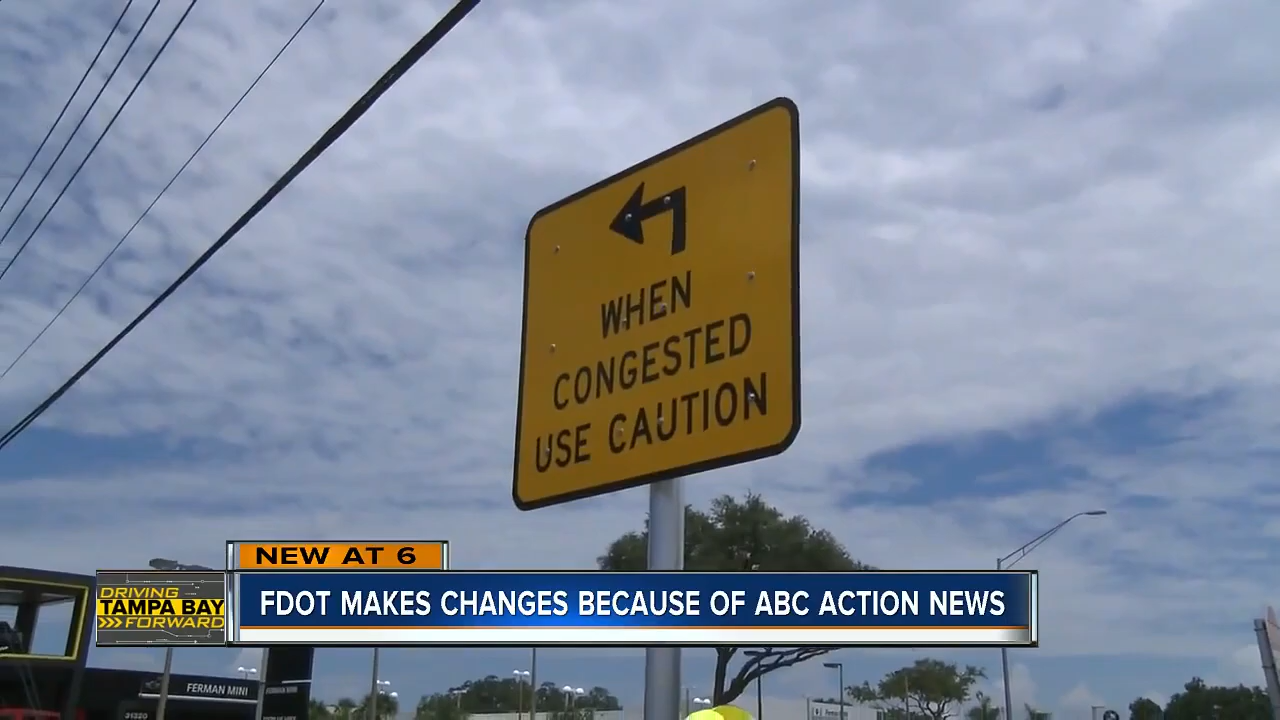 WHEN
CONGESTED
USE CAUTION
NEW AT 6
DRIVING
TAMPA BAY
FORWARD
FDOT MAKES CHANGES BECAUSE OF ABC ACTION NEWS
FERMAN MINI
31320